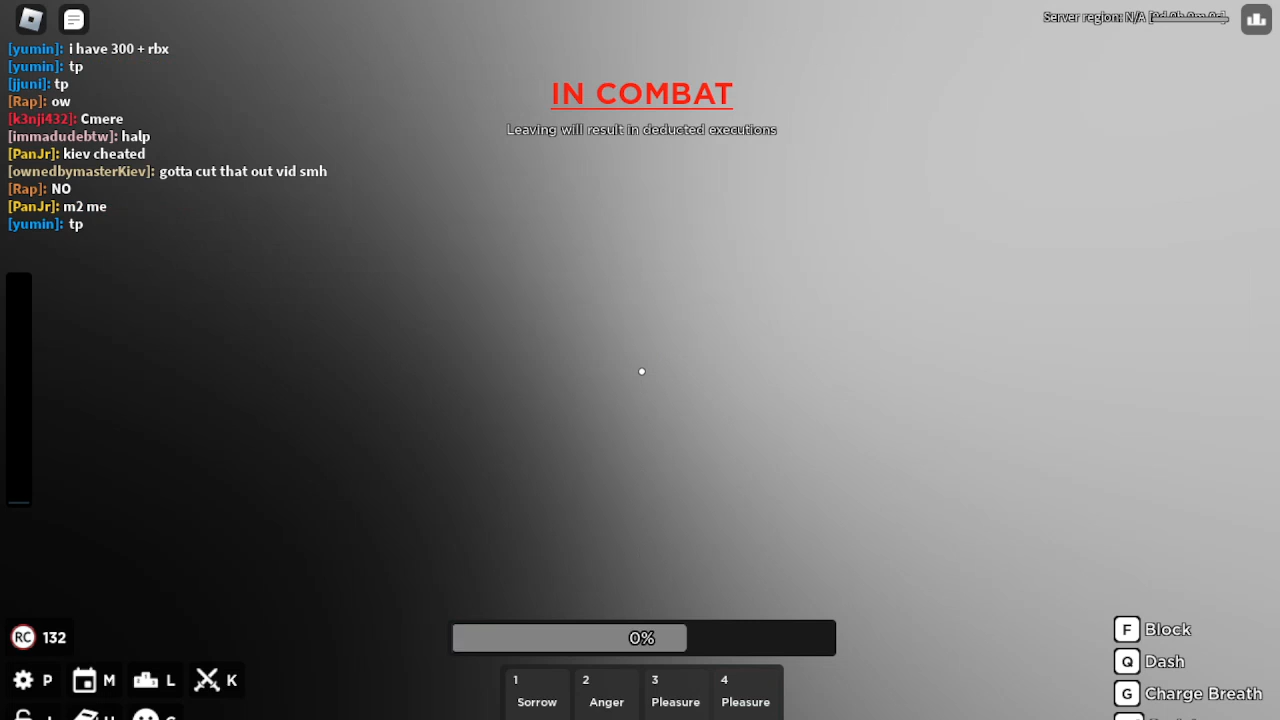 Server region: N/A
[yumin]: i have 300 + rbx
[yumin]: tp
[jjuni]: tp
[Rap]: ow
[k3nji432]: Cmere
[immadudebtw]: halp
[PanJr]: kiev cheated
[ownedbymasterKiev]: gotta cut that out vid smh
[Rap]: NO
[PanJr]: m2 me
[yumin]: tp
IN COMBAT
Leaving will result in deducted executions
RC 132
P M L K
0%
1 2 3 4
Sorrow Anger Pleasure Pleasure
F Block
Q Dash
G Charge Breath